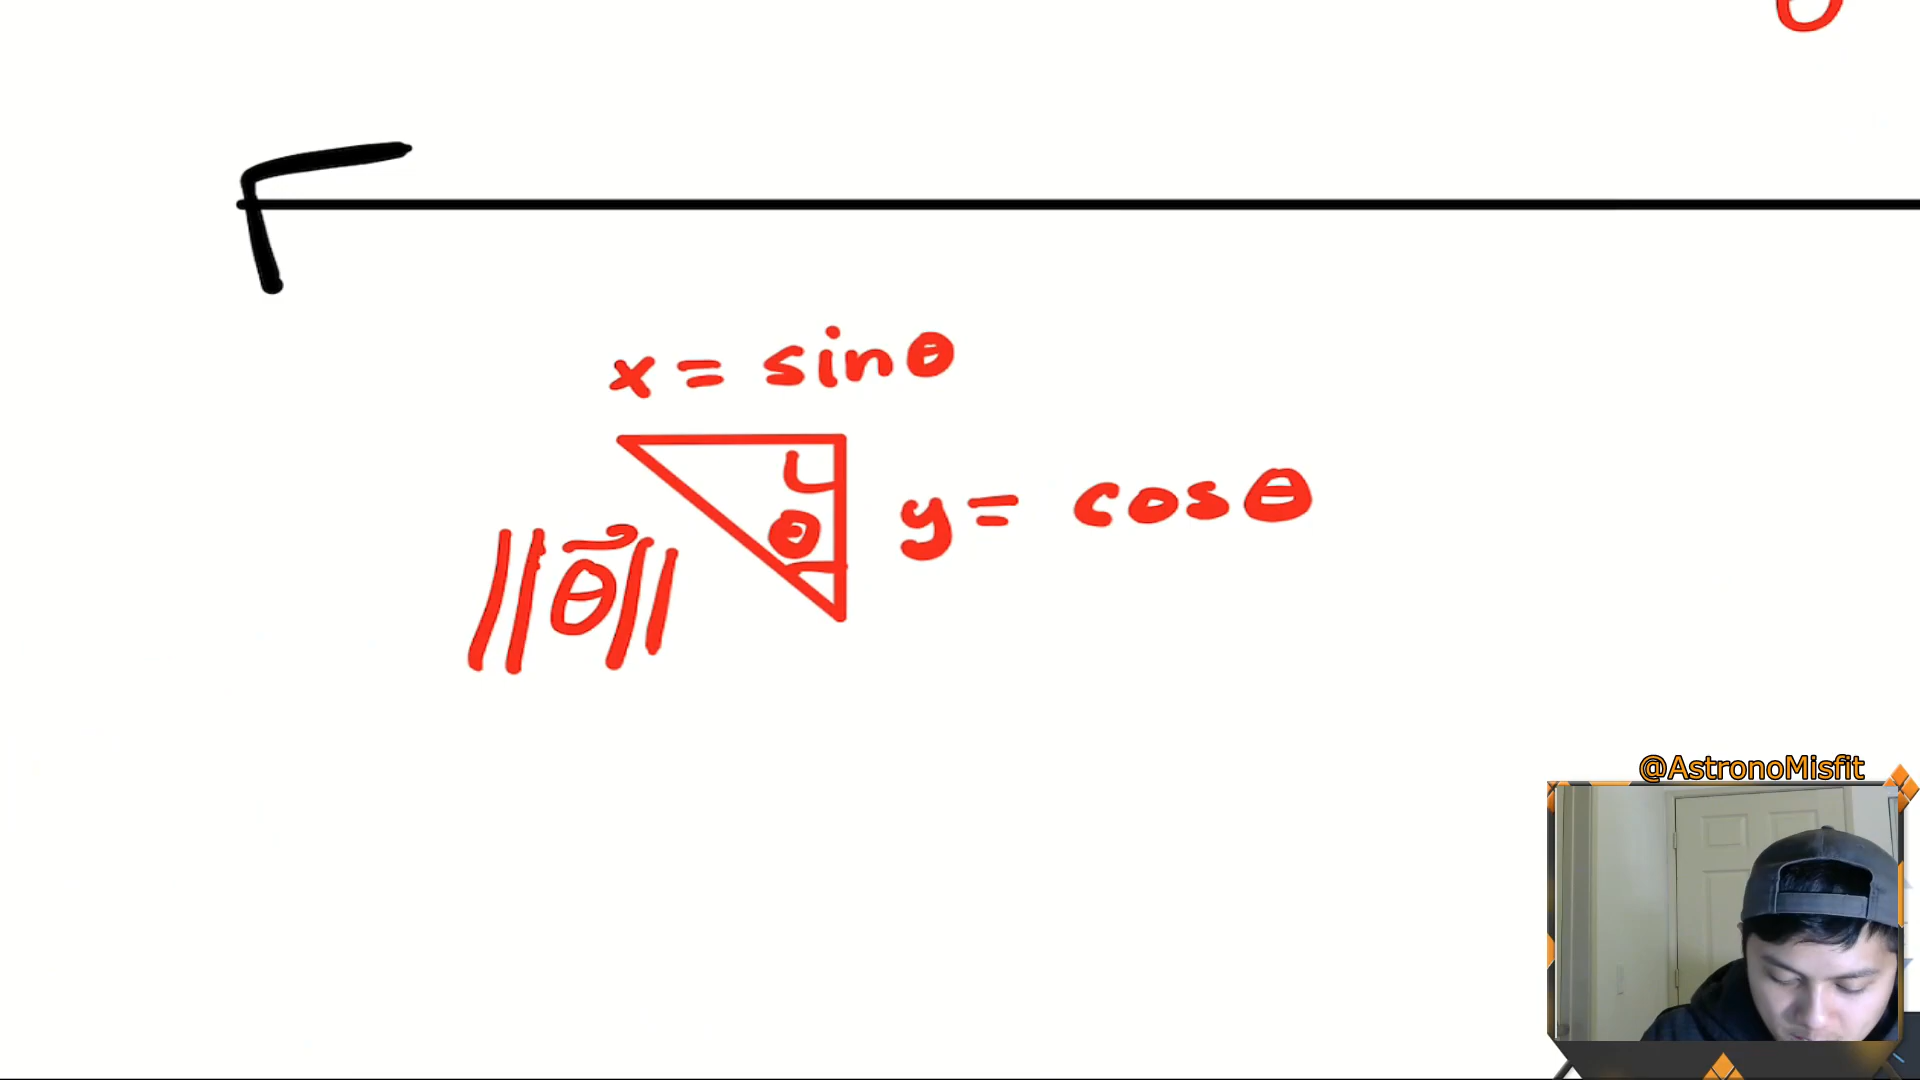 θ
x = sinθ
y = cosθ
θ
||θ⃗||
@AstronoMisfit